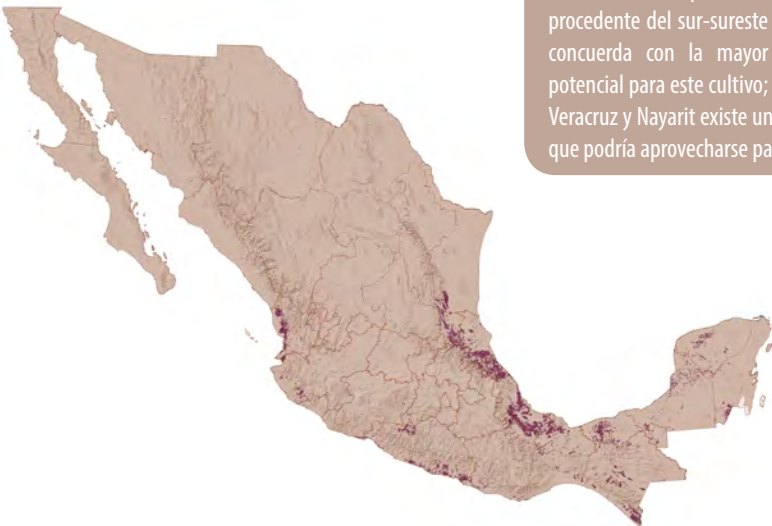 procedente del sur-sureste
concuerda con la mayor
potencial para este cultivo;
Veracruz y Nayarit existe un
que podría aprovecharse pa